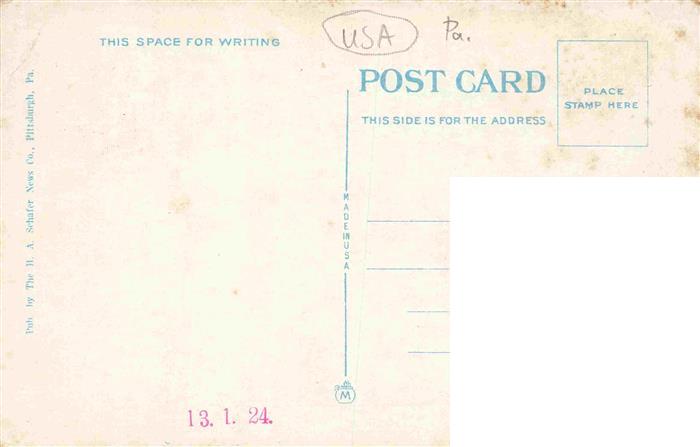 USA
Pa.
THIS SPACE FOR WRITING
POST CARD
THIS SIDE IS FOR THE ADDRESS
PLACE
STAMP HERE
Pub. by The H. A. Schafer News Co., Pittsburgh, Pa.
MADE IN USA
M
13. 1. 24.